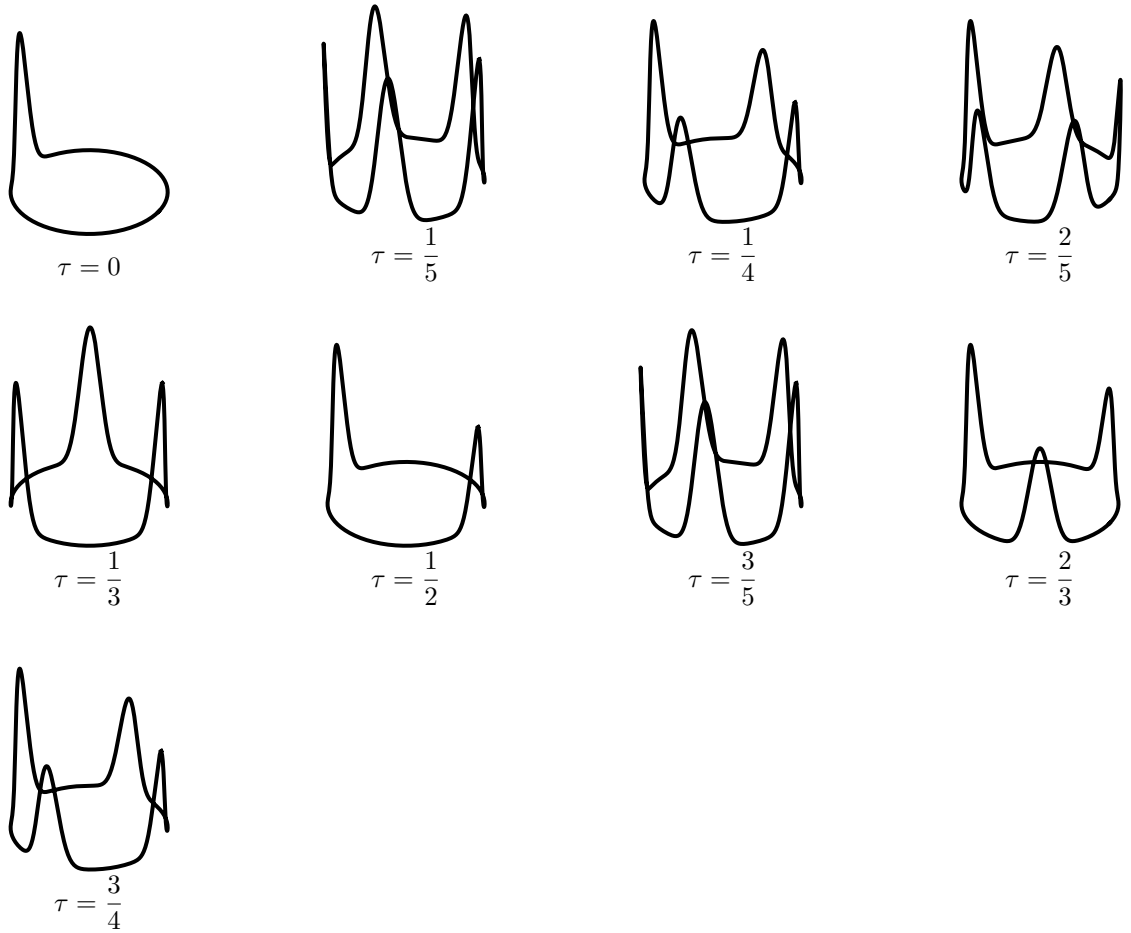 τ = 0
τ = 1/5
τ = 1/4
τ = 2/5
τ = 1/3
τ = 1/2
τ = 3/5
τ = 2/3
τ = 3/4